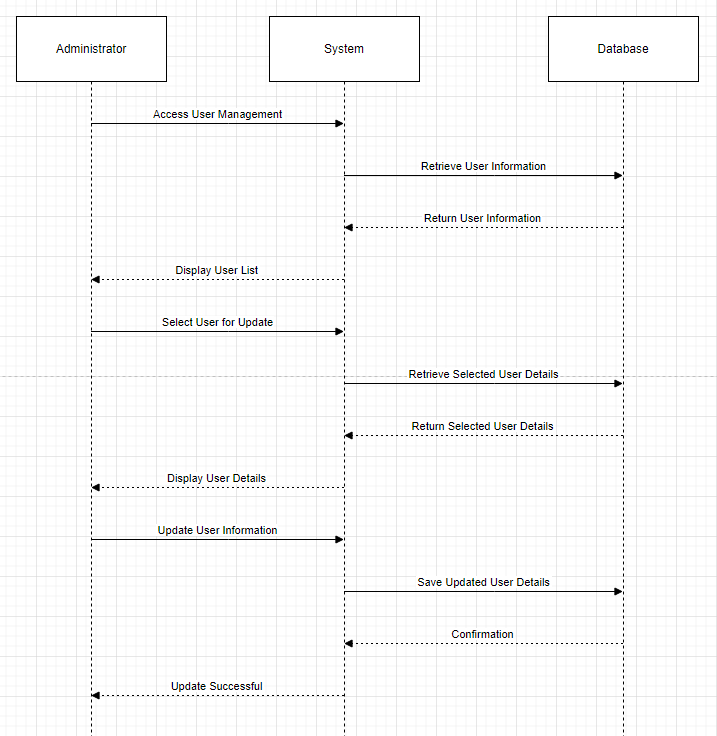 Administrator
System
Database
Access User Management
Retrieve User Information
Return User Information
Display User List
Select User for Update
Retrieve Selected User Details
Return Selected User Details
Display User Details
Update User Information
Save Updated User Details
Confirmation
Update Successful